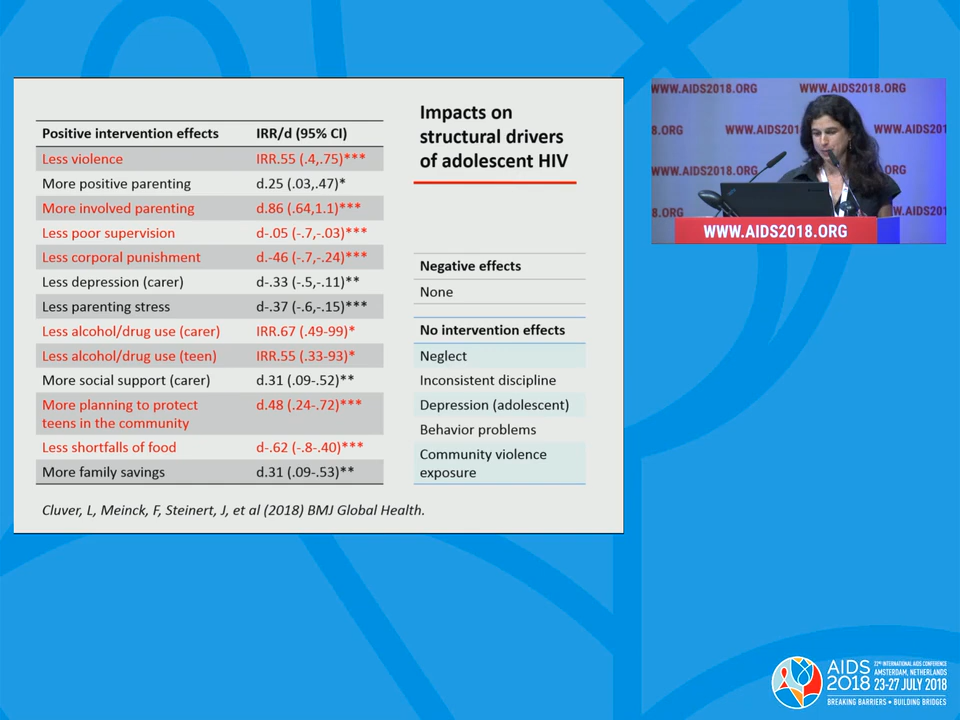 Impacts on
structural drivers
of adolescent HIV
Positive intervention effects IRR/d (95% CI)
Less violence IRR.55 (.4,.75)***
More positive parenting d.25 (.03,.47)*
More involved parenting d.86 (.64,1.1)***
Less poor supervision d-.05 (-.7,-.03)***
Less corporal punishment d.-46 (-.7,-.24)***
Less depression (carer) d-.33 (-.5,-.11)**
Less parenting stress d-.37 (-.6,-.15)***
Less alcohol/drug use (carer) IRR.67 (.49-99)*
Less alcohol/drug use (teen) IRR.55 (.33-93)*
More social support (carer) d.31 (.09-.52)**
More planning to protect d.48 (.24-.72)***
teens in the community
Less shortfalls of food d-.62 (-.8-.40)***
More family savings d.31 (.09-.53)**
Negative effects
None
No intervention effects
Neglect
Inconsistent discipline
Depression (adolescent)
Behavior problems
Community violence
exposure
Cluver, L, Meinck, F, Steinert, J, et al (2018) BMJ Global Health.
WWW.AIDS2018.ORG WWW.AIDS2018.ORG
8.ORG WWW.AIDS201 WWW.AIDS201
WWW.AIDS2018.ORG ORG
8.ORG W.AIDS201
WWW.AIDS2018.ORG
AIDS 2018
22ND INTERNATIONAL AIDS CONFERENCE
AMSTERDAM, NETHERLANDS
23-27 JULY 2018
BREAKING BARRIERS • BUILDING BRIDGES